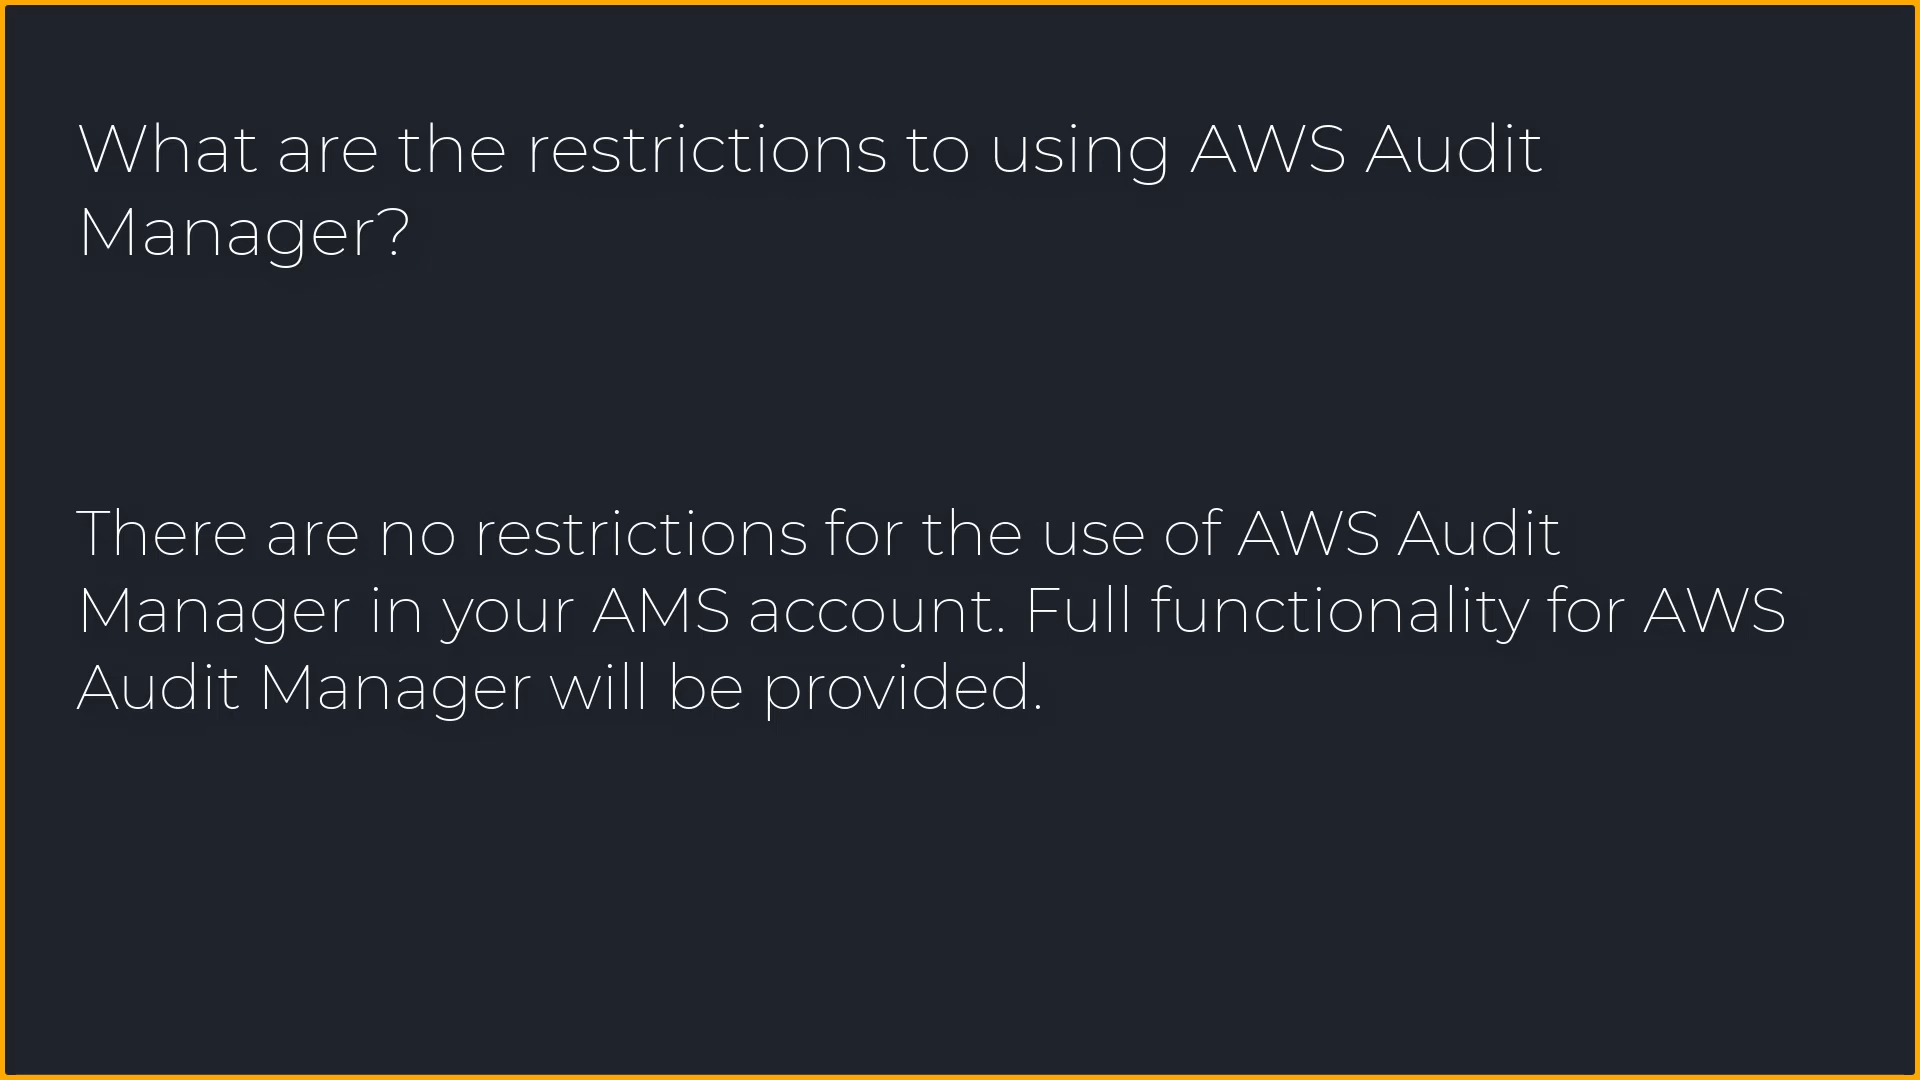 What are the restrictions to using AWS Audit
Manager?
There are no restrictions for the use of AWS Audit
Manager in your AMS account. Full functionality for AWS
Audit Manager will be provided.